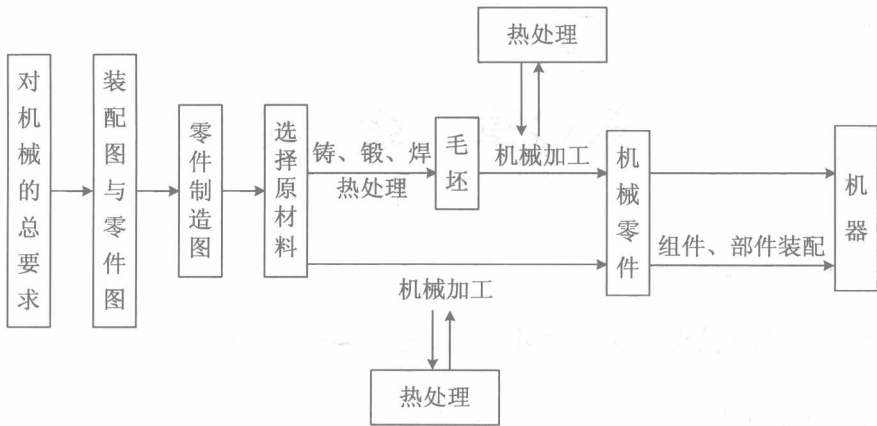 对机械的总要求
装配图与零件图
零件制造图
选择原材料
铸、锻、焊
热处理
毛坯
热处理
机械加工
机械加工
热处理
机械零件
组件、部件装配
机器